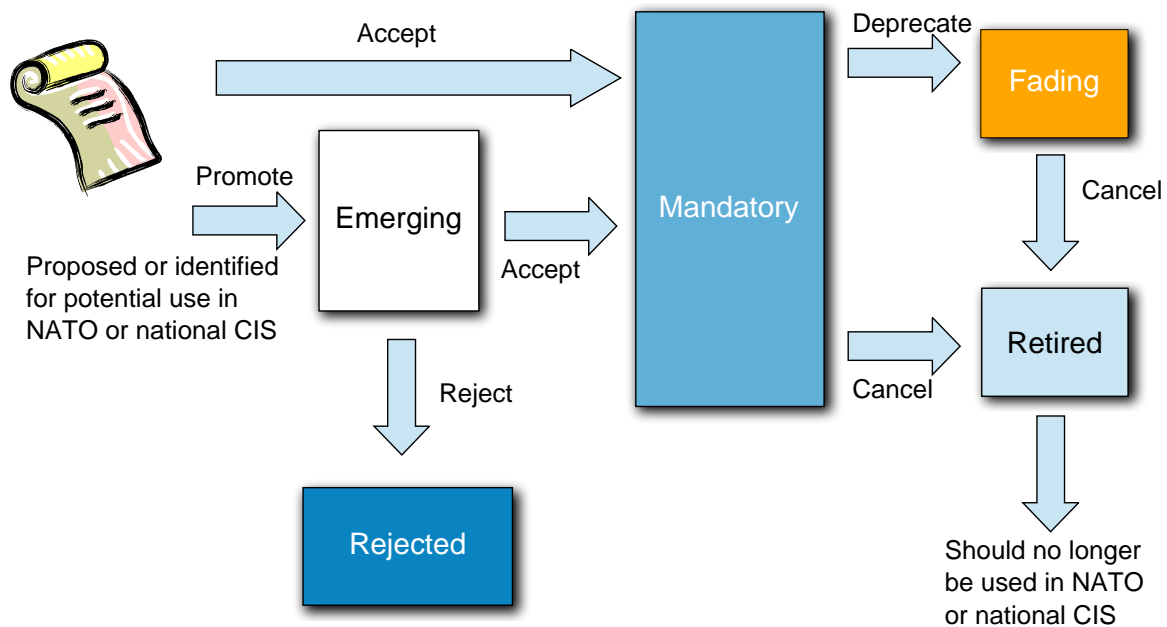 Accept
Deprecate
Fading
Promote
Emerging
Mandatory
Cancel
Proposed or identified
for potential use in
NATO or national CIS
Accept
Retired
Reject
Cancel
Rejected
Should no longer
be used in NATO
or national CIS